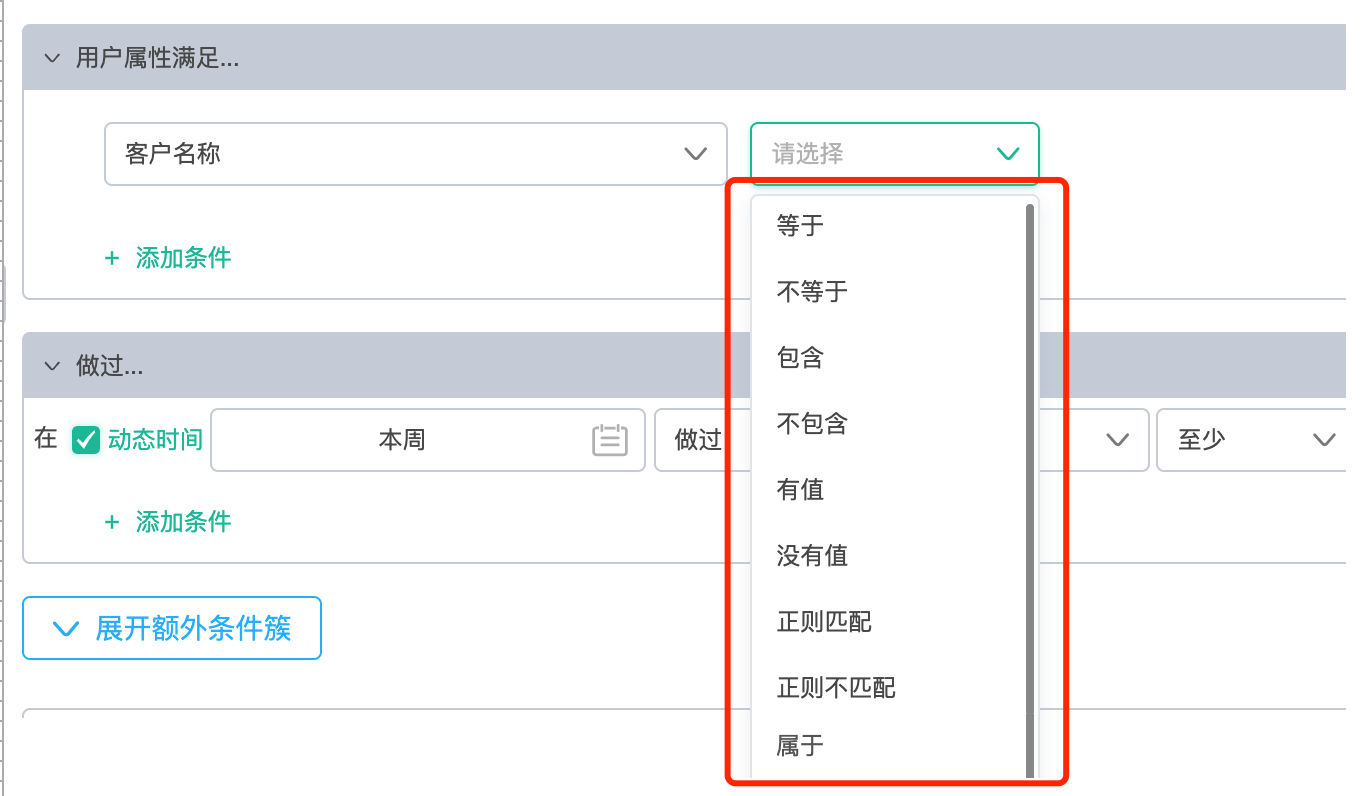 用户属性满足...
客户名称
请选择
等于
不等于
包含
不包含
有值
没有值
正则匹配
正则不匹配
属于
+ 添加条件
做过...
在 动态时间 本周 做过 至少
+ 添加条件
展开额外条件簇